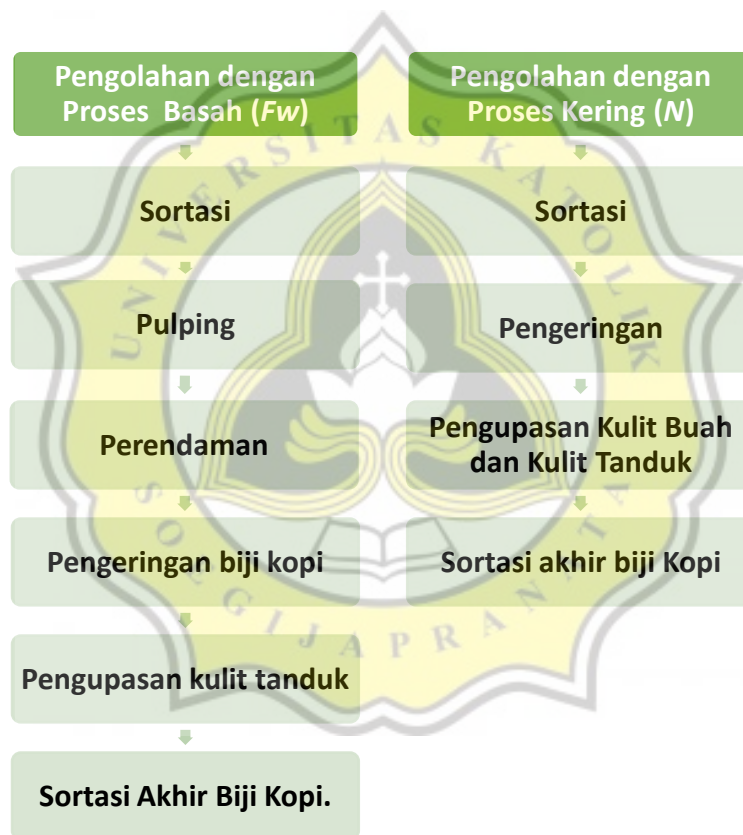 Pengolahan dengan
Proses Basah (Fw)
Sortasi
Pulping
Perendaman
Pengeringan biji kopi
Pengupasan kulit tanduk
Sortasi Akhir Biji Kopi.
Pengolahan dengan
Proses Kering (N)
Sortasi
Pengeringan
Pengupasan Kulit Buah
dan Kulit Tanduk
Sortasi akhir biji Kopi
UNIVERSITAS KATOLIK
SOEGIJAPRANATA